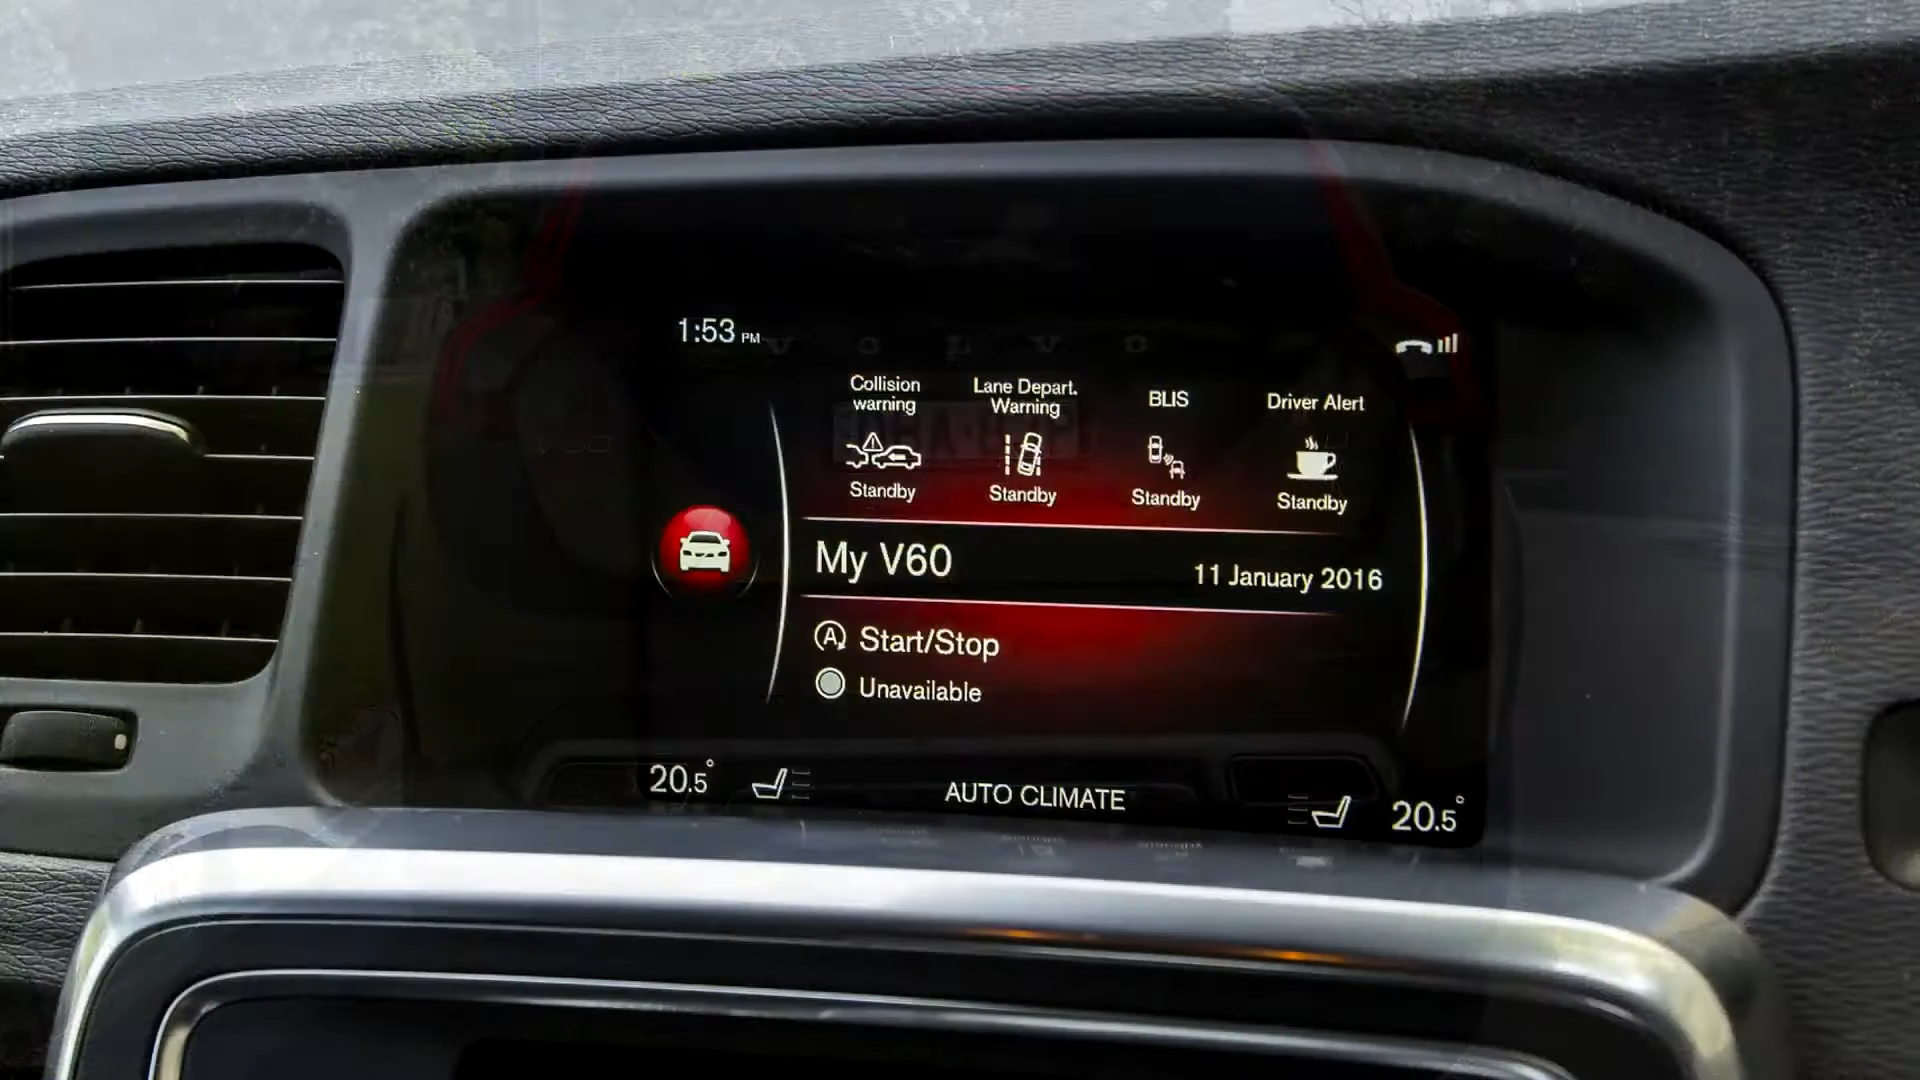 1:53 PM
VOLVO
Collision warning
Lane Depart. Warning
BLIS
Driver Alert
Standby
Standby
Standby
Standby
My V60
11 January 2016
Start/Stop
Unavailable
20.5°
AUTO CLIMATE
20.5°